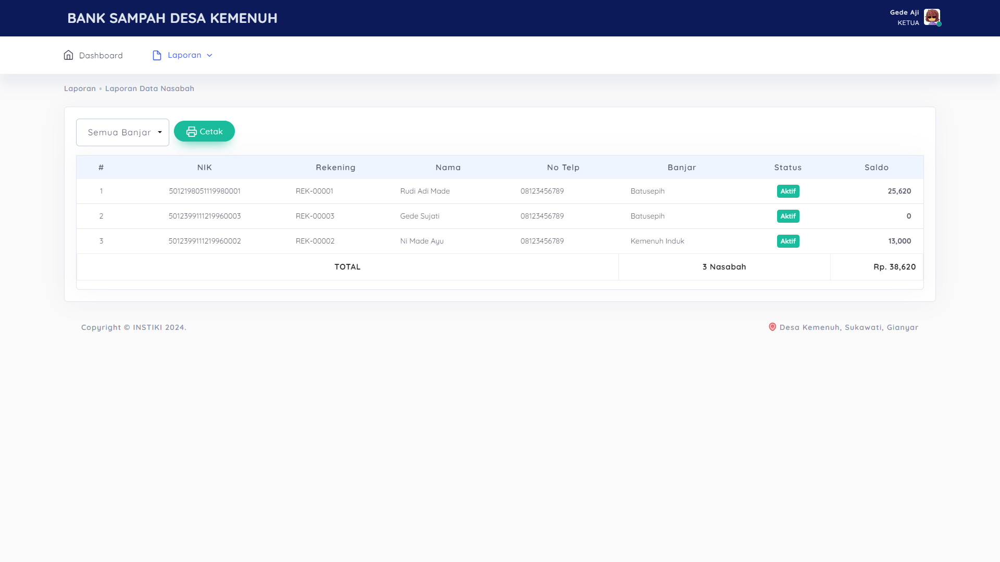 BANK SAMPAH DESA KEMENUH
Gede Aji
KETUA
Dashboard
Laporan
Laporan • Laporan Data Nasabah
Semua Banjar
Cetak
# NIK Rekening Nama No Telp Banjar Status Saldo
1 5012198051119980001 REK-00001 Rudi Adi Made 08123456789 Batusepih Aktif 25,620
2 5012399111219960003 REK-00003 Gede Sujati 08123456789 Batusepih Aktif 0
3 5012399111219960002 REK-00002 Ni Made Ayu 08123456789 Kemenuh Induk Aktif 13,000
TOTAL 3 Nasabah Rp. 38,620
Copyright © INSTIKI 2024.
Desa Kemenuh, Sukawati, Gianyar